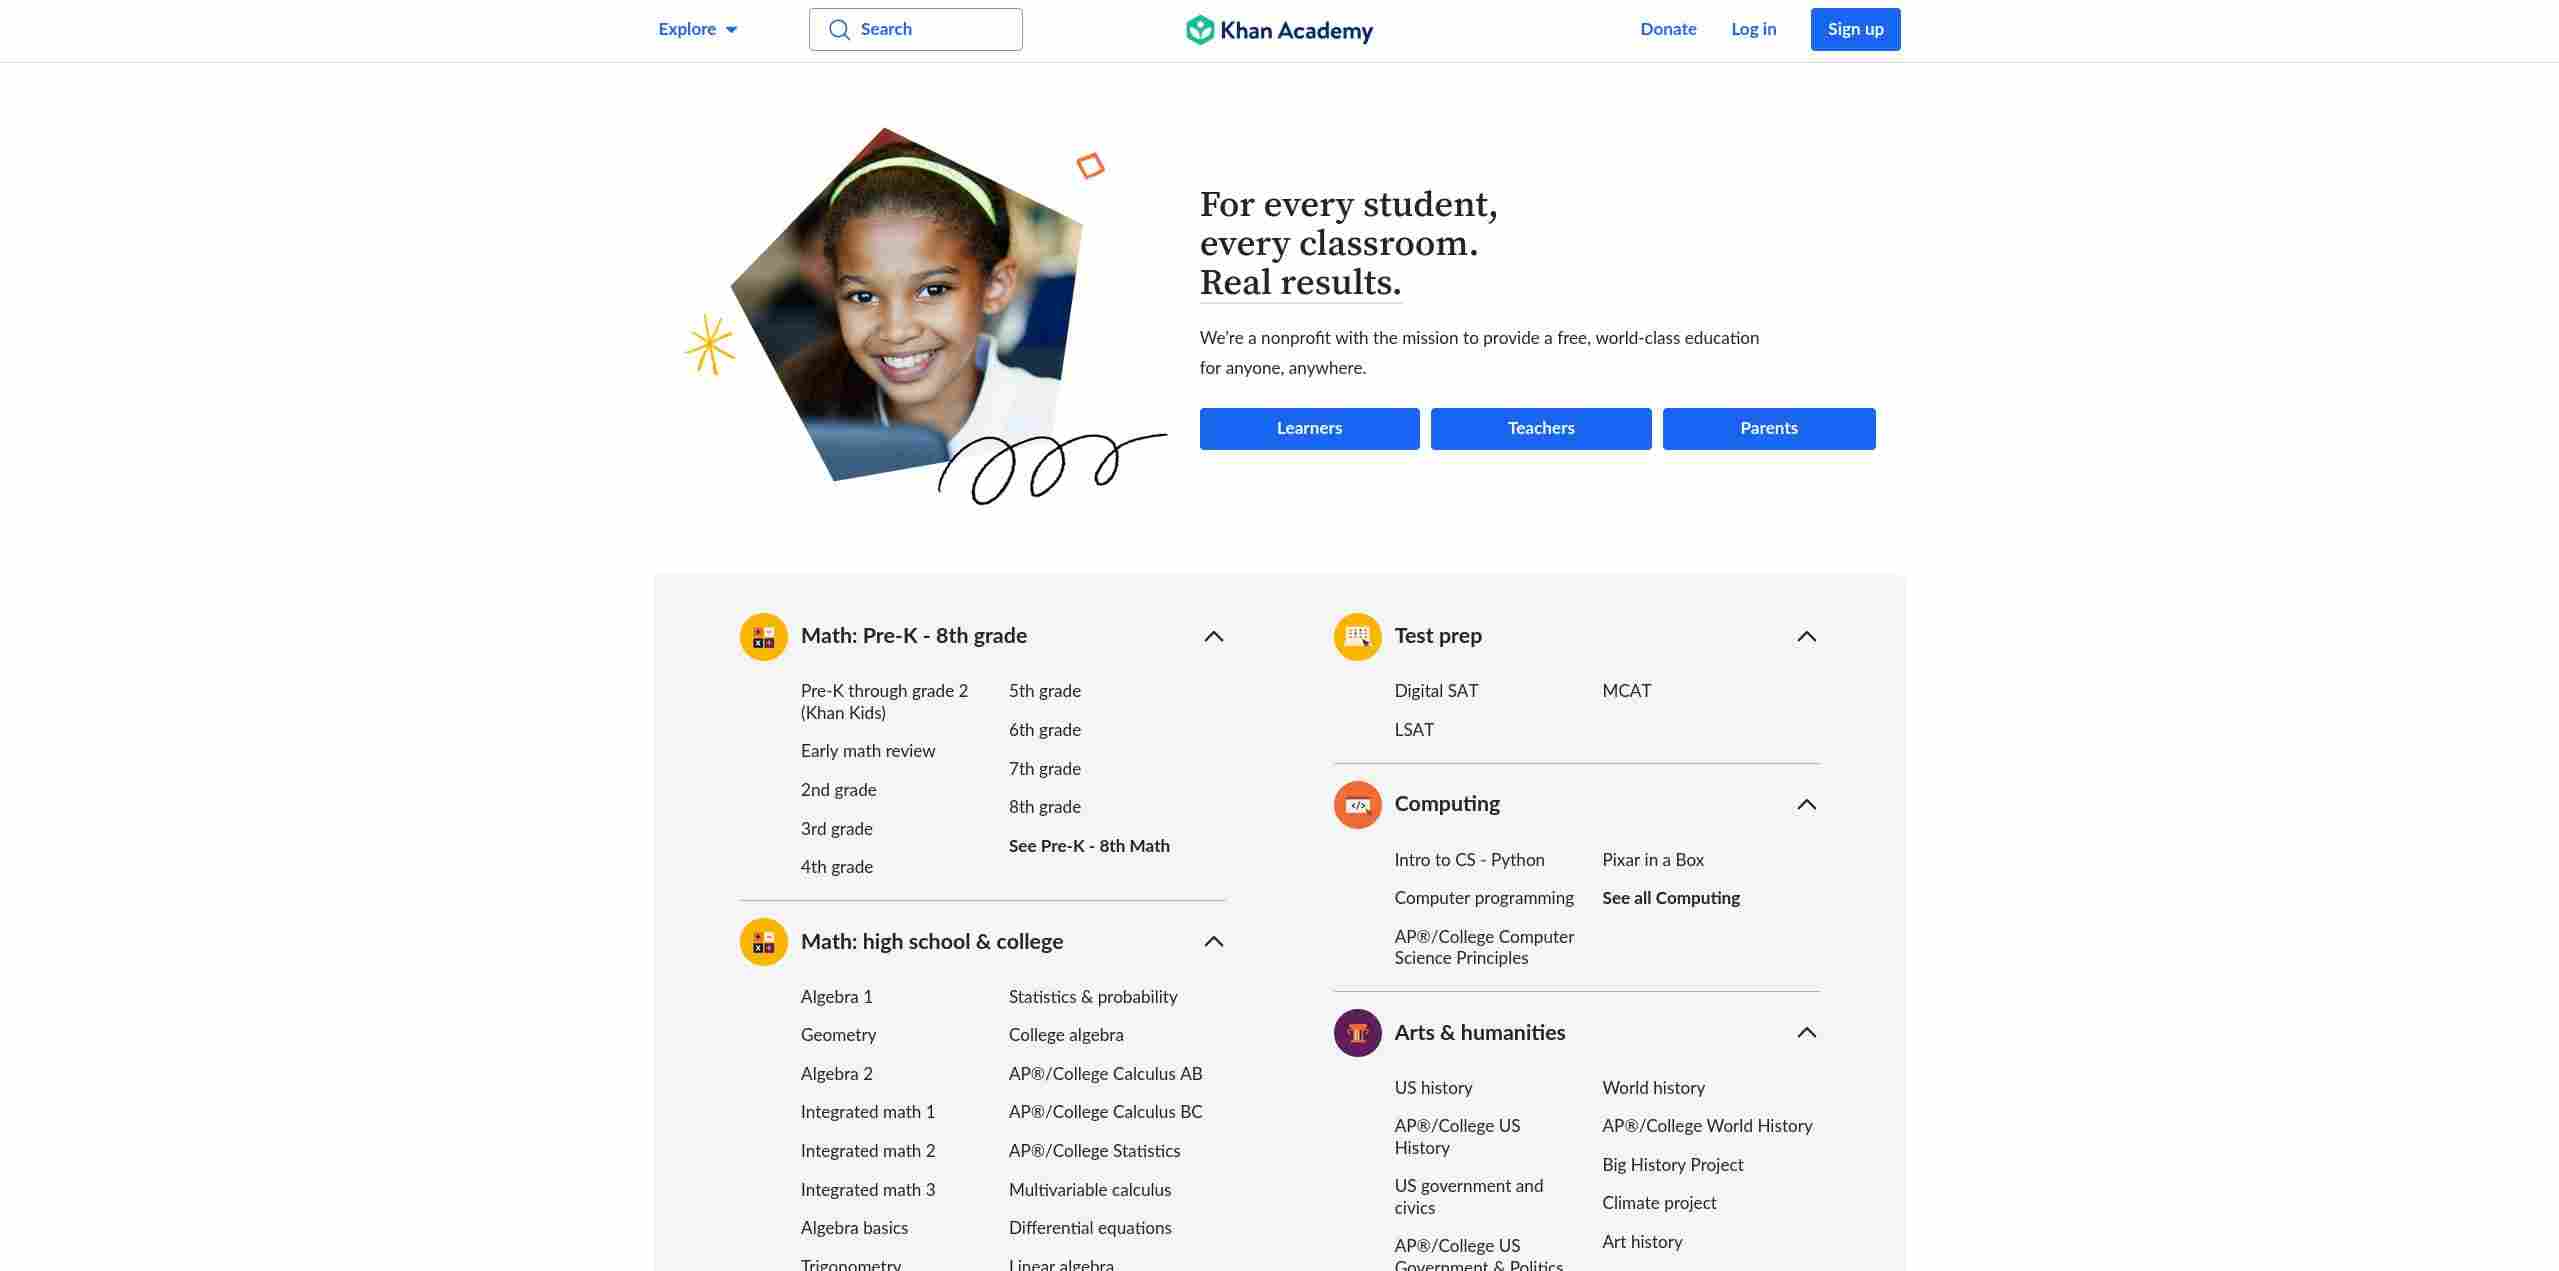 Explore
Search
Khan Academy
Donate
Log in
Sign up
For every student,
every classroom.
Real results.
We're a nonprofit with the mission to provide a free, world-class education
for anyone, anywhere.
Learners
Teachers
Parents
Math: Pre-K - 8th grade
Pre-K through grade 2
(Khan Kids)
Early math review
2nd grade
3rd grade
4th grade
5th grade
6th grade
7th grade
8th grade
See Pre-K - 8th Math
Math: high school & college
Algebra 1
Geometry
Algebra 2
Integrated math 1
Integrated math 2
Integrated math 3
Algebra basics
Trigonometry
Statistics & probability
College algebra
AP®/College Calculus AB
AP®/College Calculus BC
AP®/College Statistics
Multivariable calculus
Differential equations
Linear algebra
Test prep
Digital SAT
LSAT
MCAT
Computing
Intro to CS - Python
Computer programming
AP®/College Computer
Science Principles
Pixar in a Box
See all Computing
Arts & humanities
US history
AP®/College US
History
US government and
civics
AP®/College US
Government & Politics
World history
AP®/College World History
Big History Project
Climate project
Art history